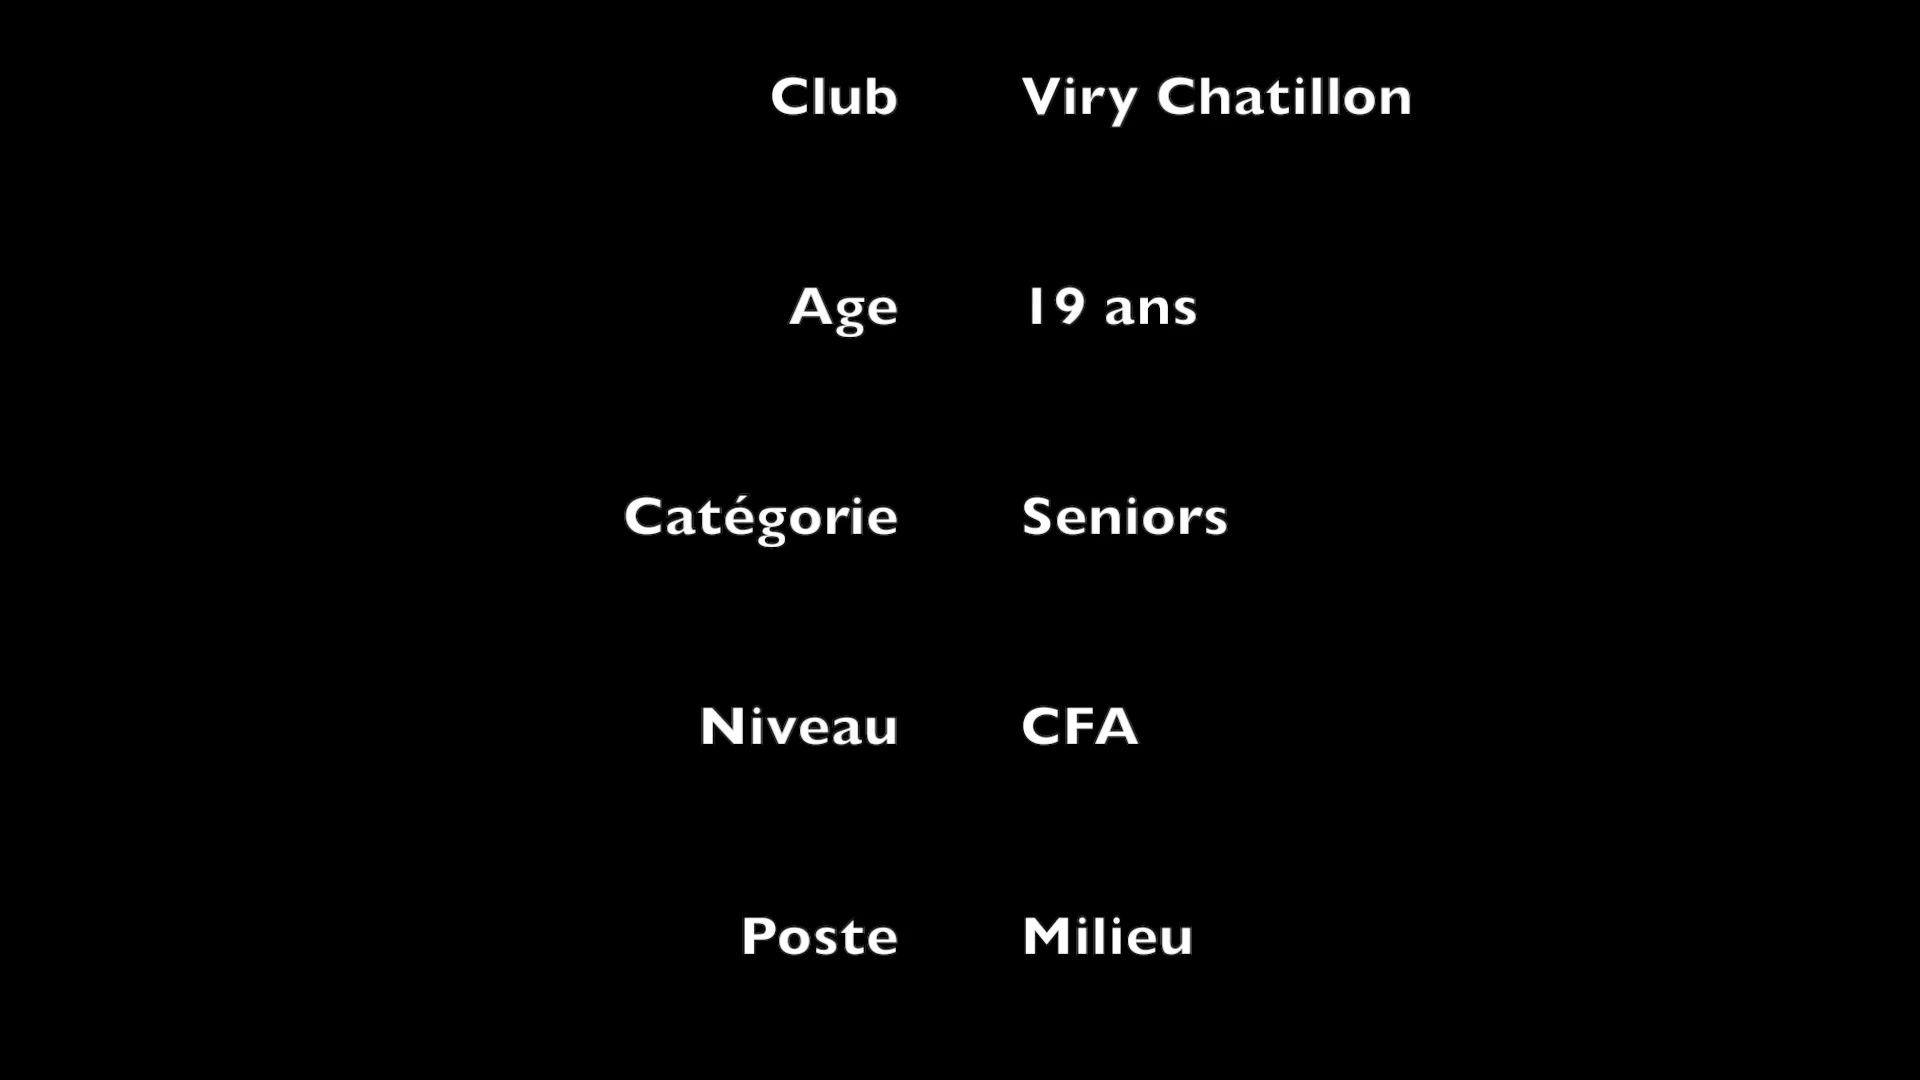 Club Viry Chatillon
Age 19 ans
Catégorie Seniors
Niveau CFA
Poste Milieu